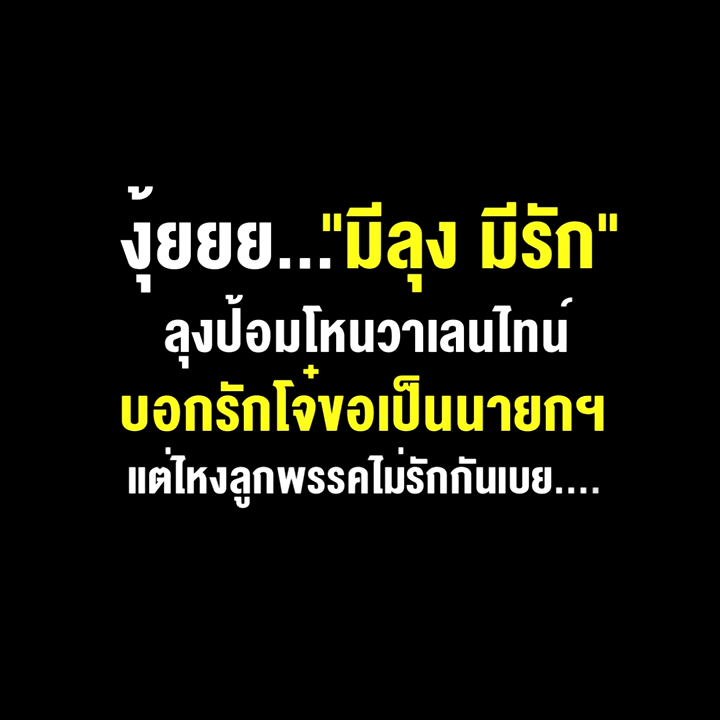 งุ้ยยย..."มีลุง มีรัก"
ลุงป้อมโหนวาเลนไทน์
บอกรักโจ๋ขอเป็นนายกฯ
แต่ไหงลูกพรรคไม่รักกันเบย....